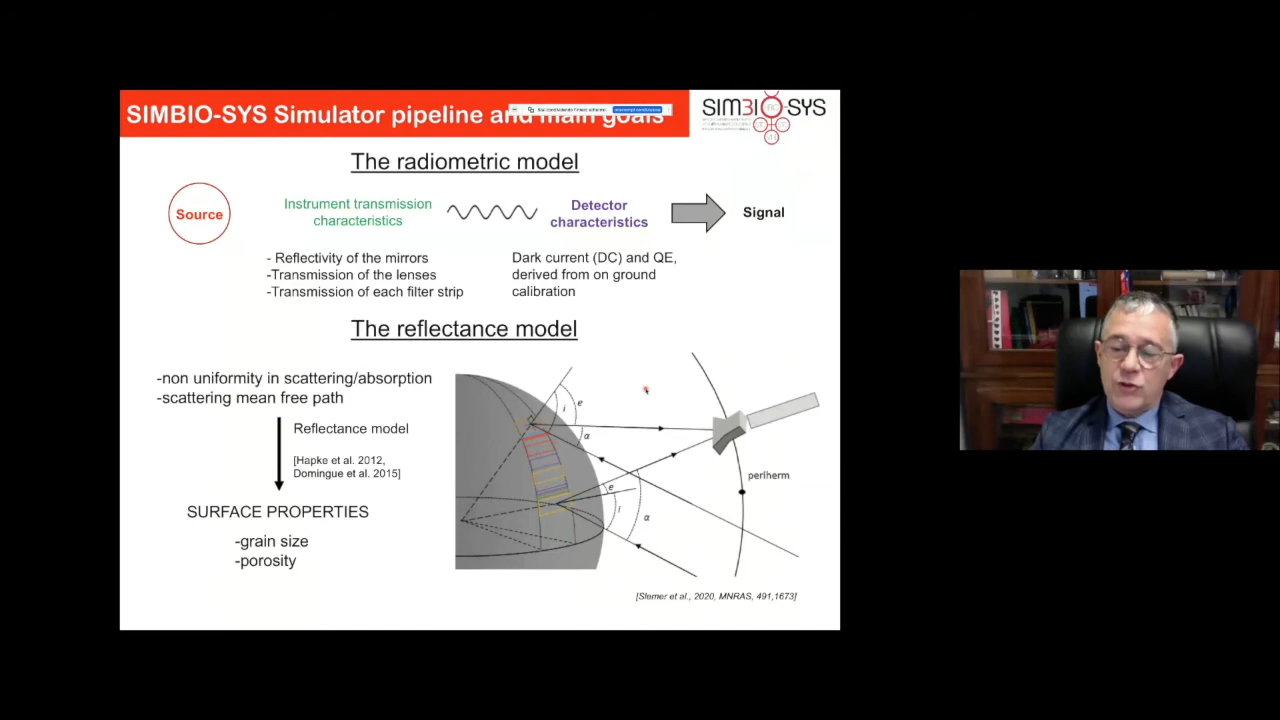 SIMBIO-SYS Simulator pipeline and main goals
SIMBIO-SYS
The radiometric model
Source
Instrument transmission
characteristics
Detector
characteristics
Signal
- Reflectivity of the mirrors
-Transmission of the lenses
-Transmission of each filter strip
Dark current (DC) and QE,
derived from on ground
calibration
The reflectance model
-non uniformity in scattering/absorption
-scattering mean free path
Reflectance model
[Hapke et al. 2012,
Domingue et al. 2015]
SURFACE PROPERTIES
-grain size
-porosity
i
e
α
e
i
α
periherm
[Slemer et al., 2020, MNRAS, 491,1673]